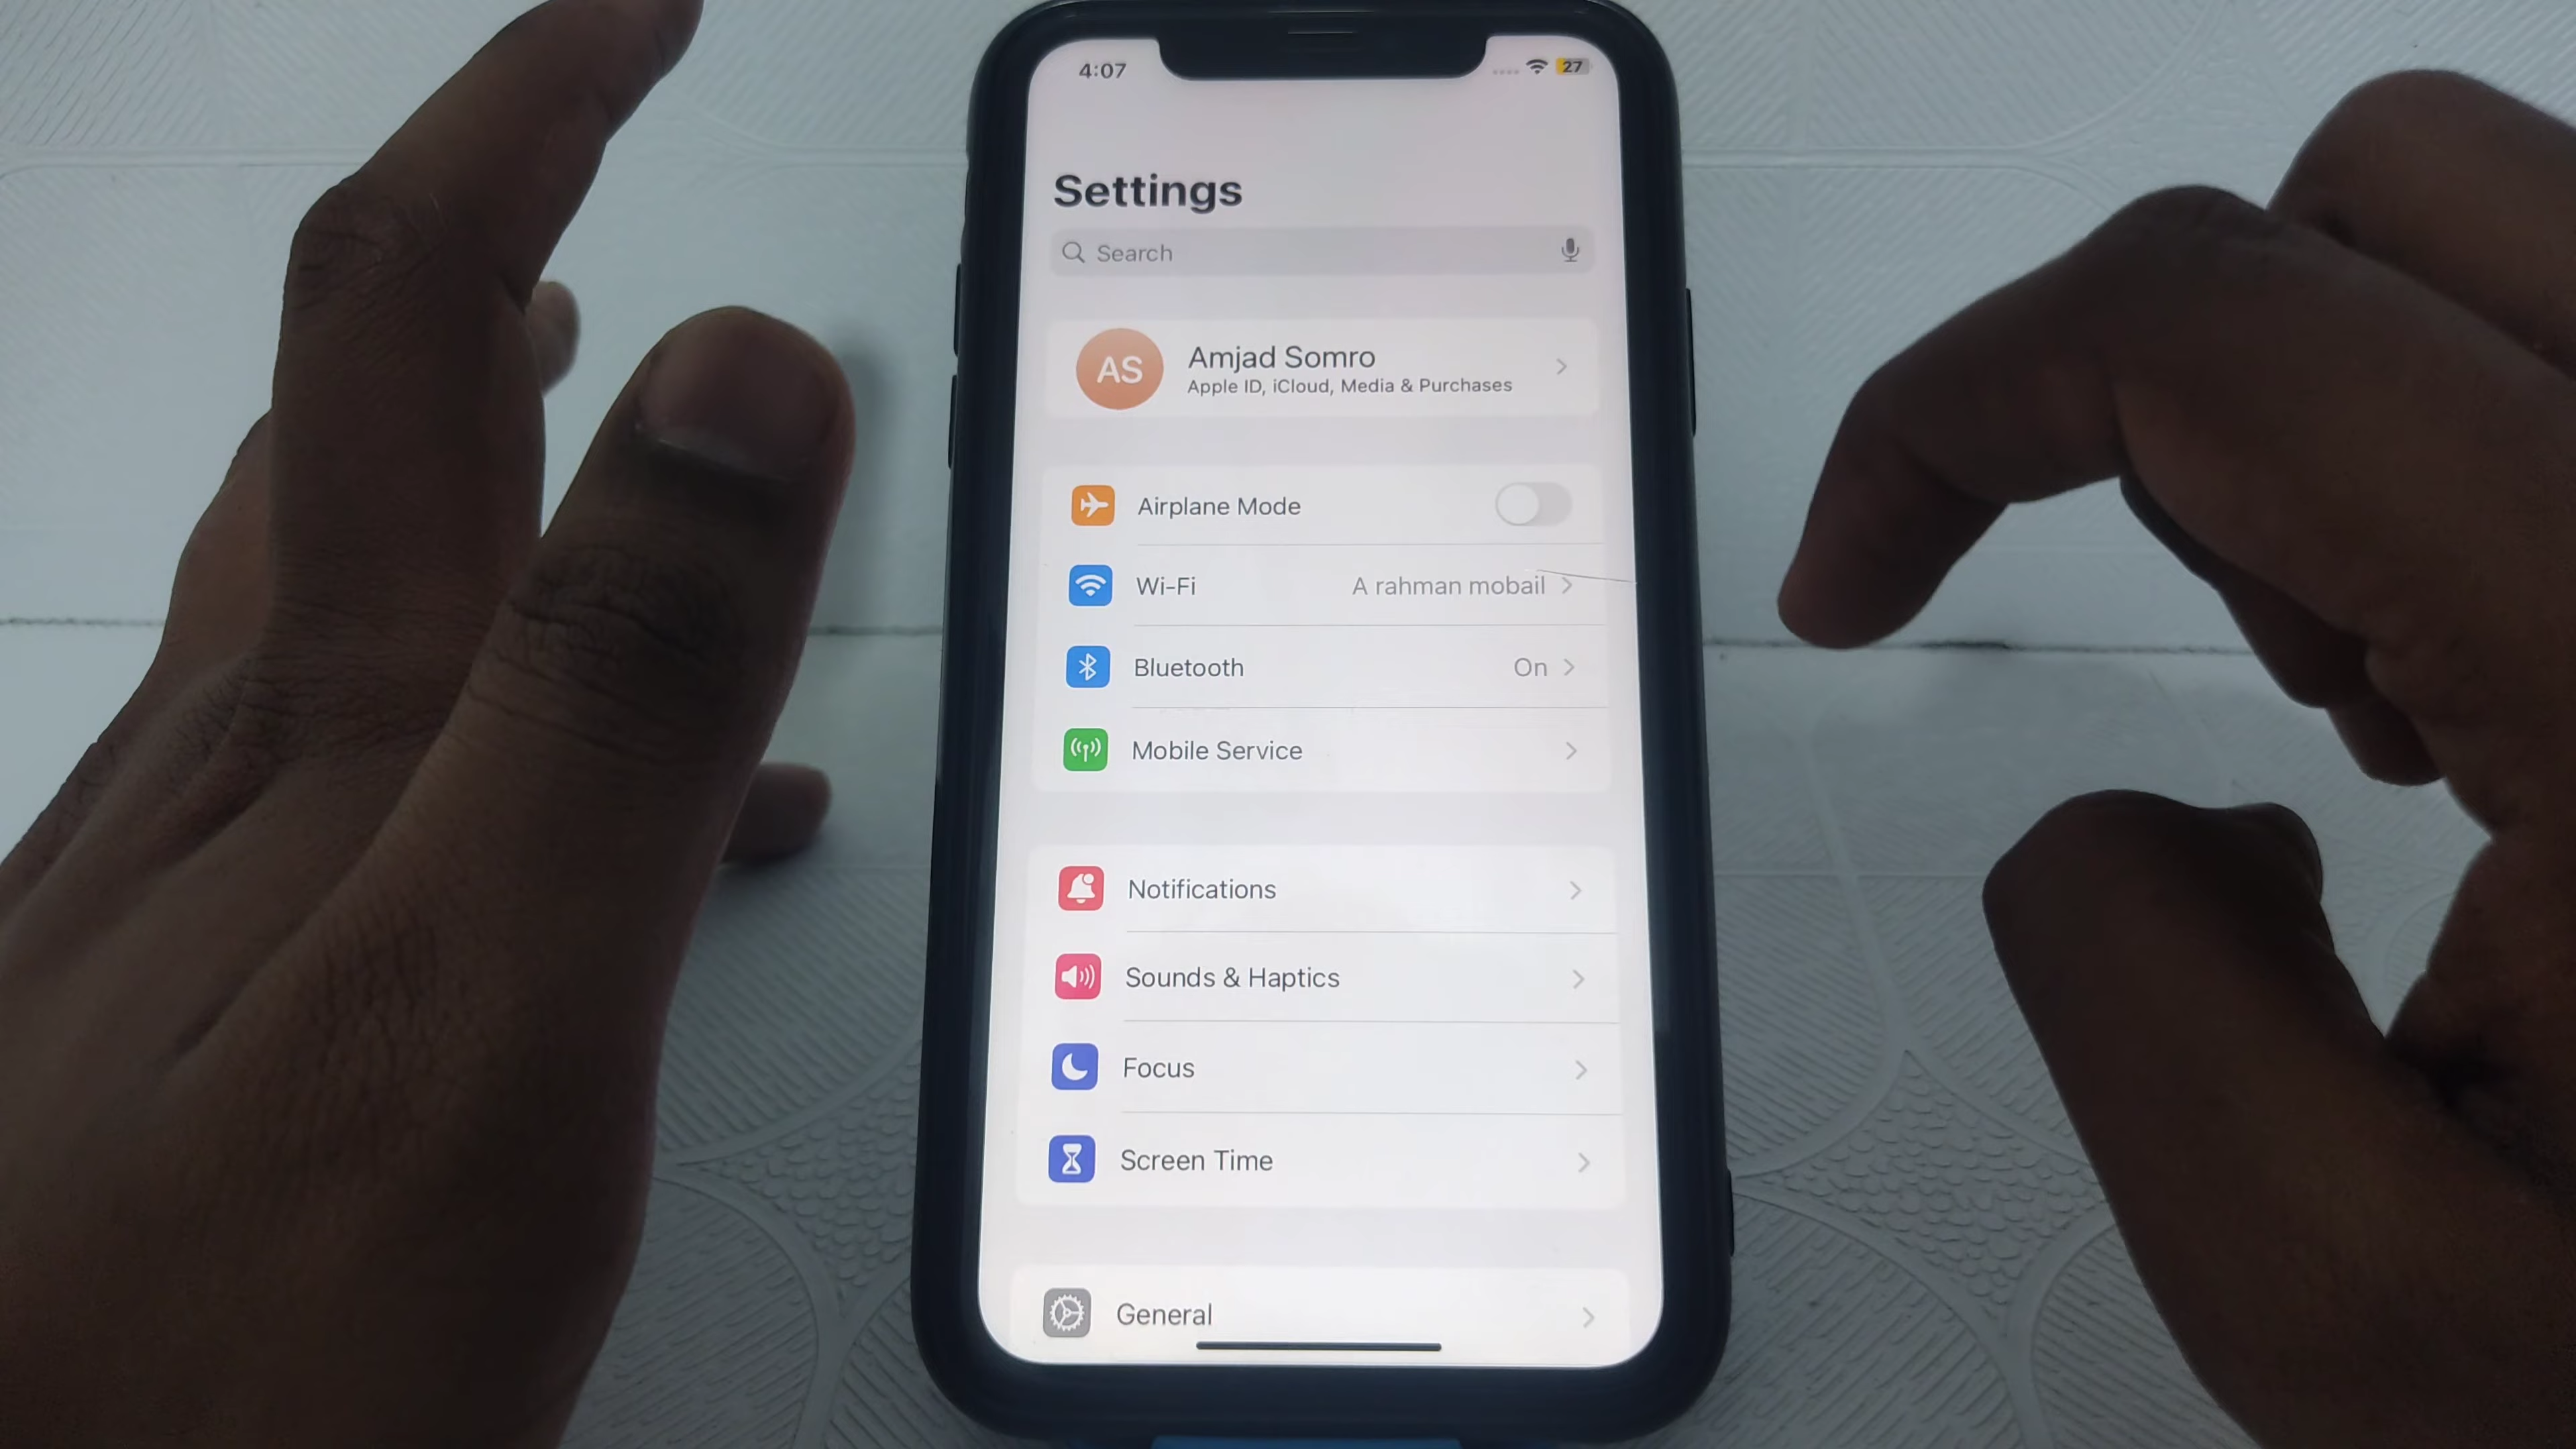 4:07
27
Settings
Search
AS
Amjad Somro
Apple ID, iCloud, Media & Purchases
Airplane Mode
Wi-Fi A rahman mobail
Bluetooth On
Mobile Service
Notifications
Sounds & Haptics
Focus
Screen Time
General